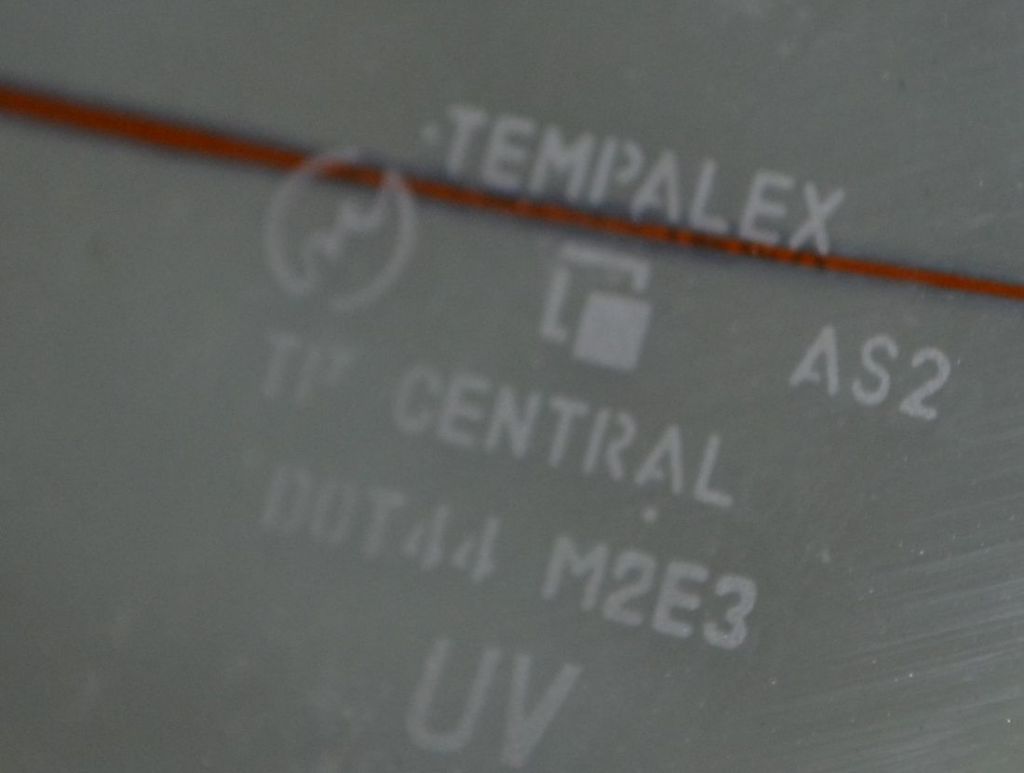 TEMPALEX
AS2
TP CENTRAL
DOT44 M2E3
UV